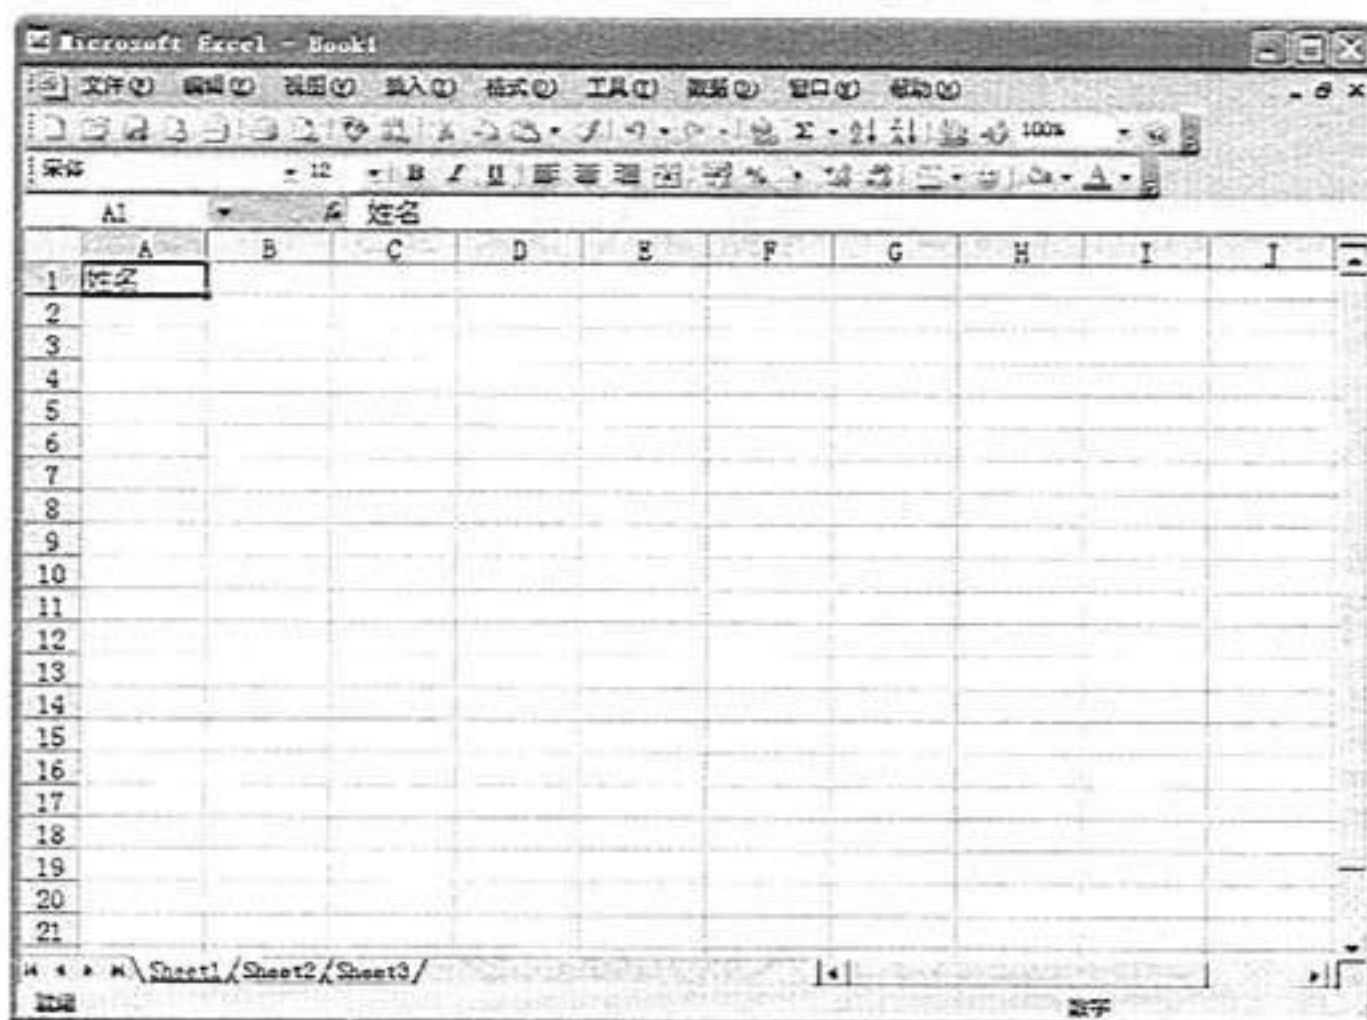 Microsoft Excel - Book1
文件(F) 编辑(E) 视图(V) 插入(I) 格式(O) 工具(T) 数据(D) 窗口(W) 帮助(H)
Σ 100%
宋体 12 B I U % , A
A1 fx 姓名
A B C D E F G H I J
1 姓名
2
3
4
5
6
7
8
9
10
11
12
13
14
15
16
17
18
19
20
21
Sheet1 Sheet2 Sheet3
就绪 数字